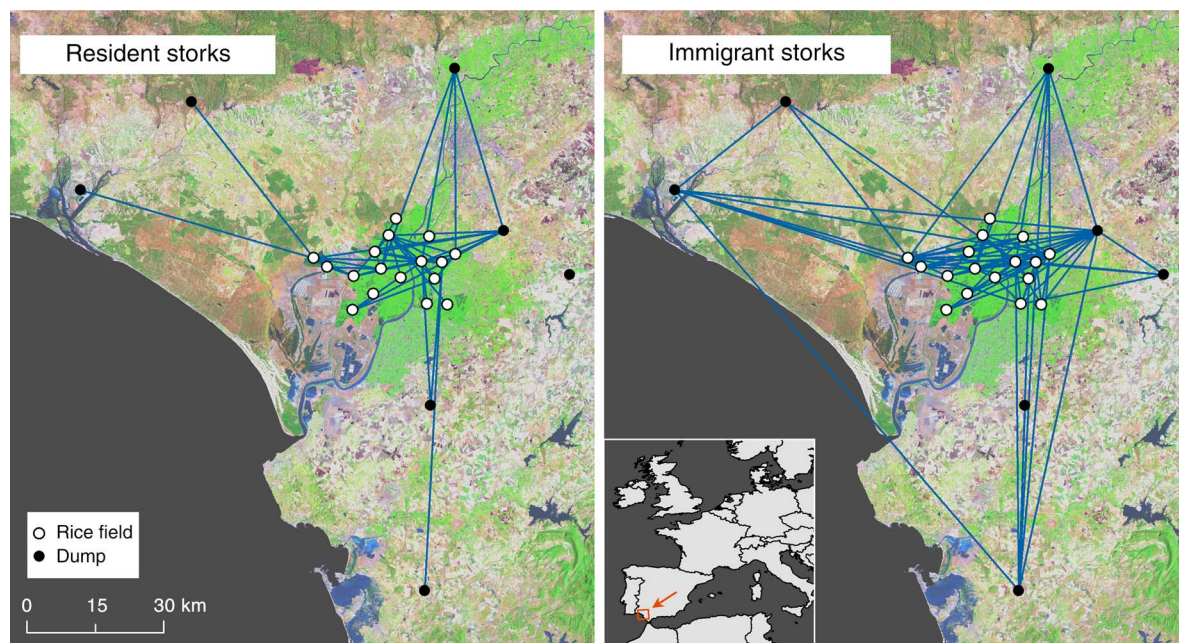 Resident storks
Immigrant storks
Rice field
Dump
0 15 30 km